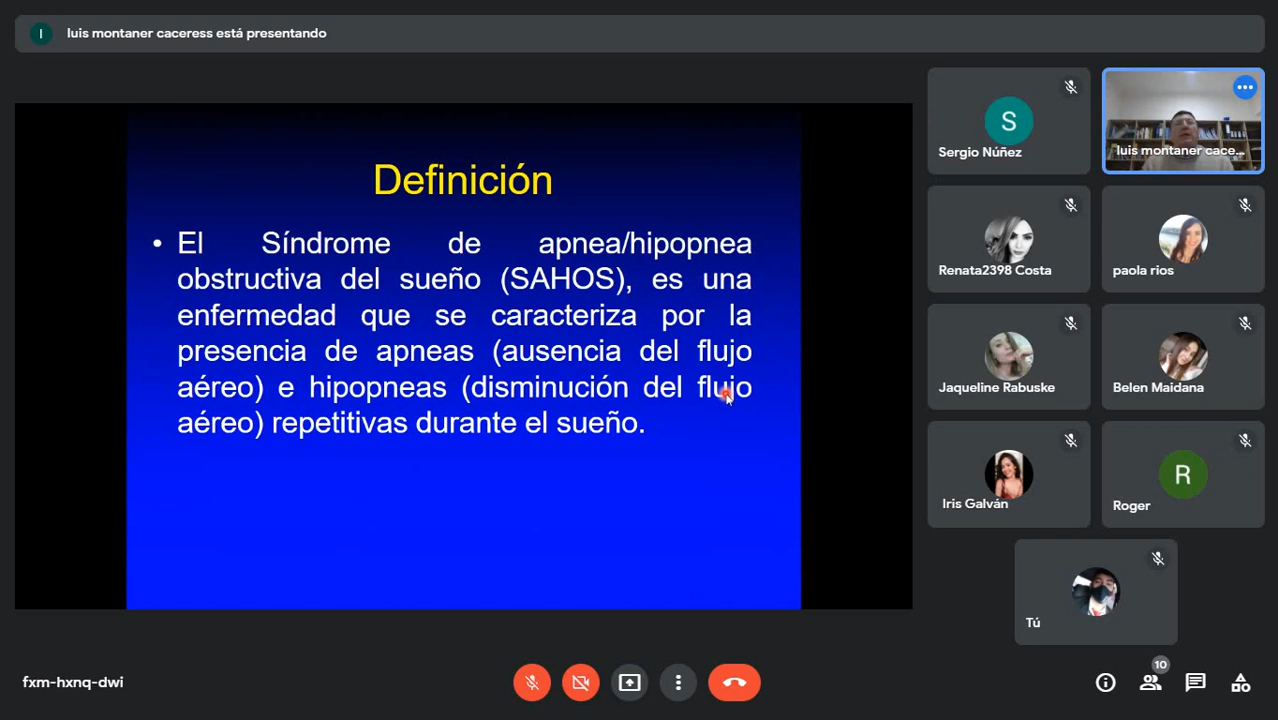 I
luis montaner caceress está presentando
Definición
• El Síndrome de apnea/hipopnea
obstructiva del sueño (SAHOS), es una
enfermedad que se caracteriza por la
presencia de apneas (ausencia del flujo
aéreo) e hipopneas (disminución del flujo
aéreo) repetitivas durante el sueño.
S
Sergio Núñez
luis montaner cace...
Renata2398 Costa
paola rios
Jaqueline Rabuske
Belen Maidana
Iris Galván
R
Roger
Tú
fxm-hxnq-dwi
10